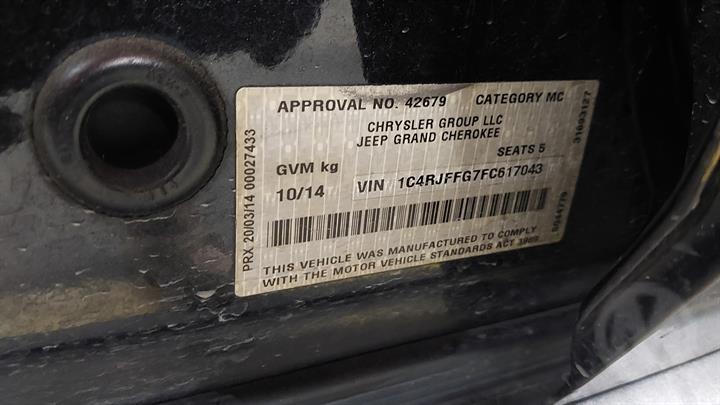 APPROVAL NO. 42679 CATEGORY MC
CHRYSLER GROUP LLC
JEEP GRAND CHEROKEE
GVM kg SEATS 5
10/14 VIN 1C4RJFFG7FC617043
THIS VEHICLE WAS MANUFACTURED TO COMPLY
WITH THE MOTOR VEHICLE STANDARDS ACT 1989
PRX 20/03/14 00027433
31693127